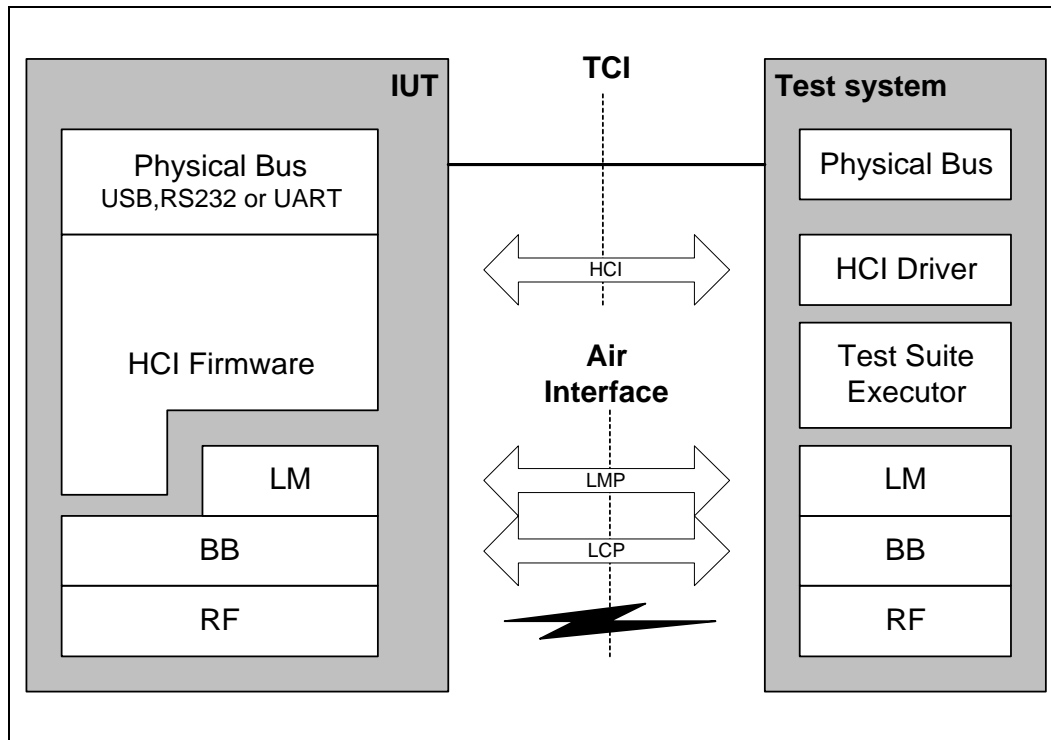 IUT
Physical Bus
USB,RS232 or UART
HCI Firmware
LM
BB
RF
TCI
HCI
Air
Interface
LMP
LCP
Test system
Physical Bus
HCI Driver
Test Suite
Executor
LM
BB
RF